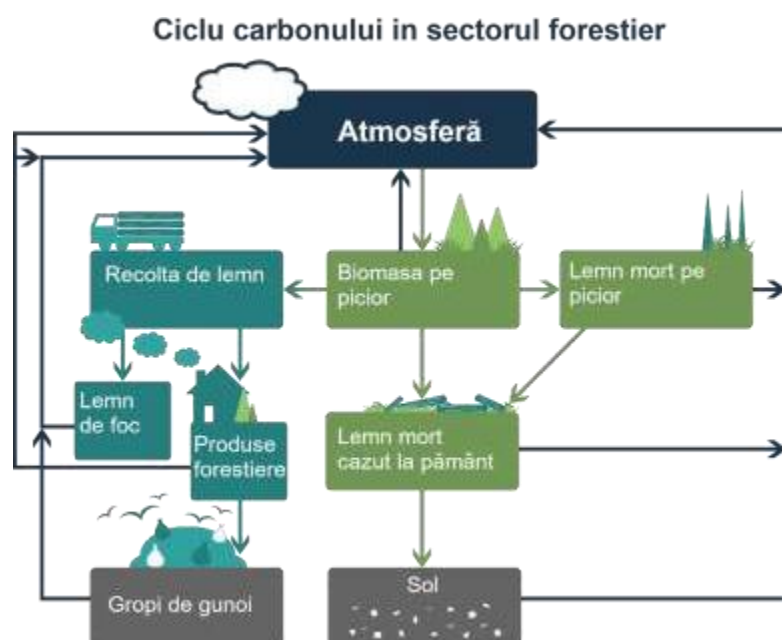 Ciclu carbonului in sectorul forestier
Atmosferă
Recolta de lemn
Biomasa pe
picior
Lemn mort pe
picior
Lemn
de foc
Produse
forestiere
Lemn mort
cazut la pământ
Gropi de gunoi
Sol